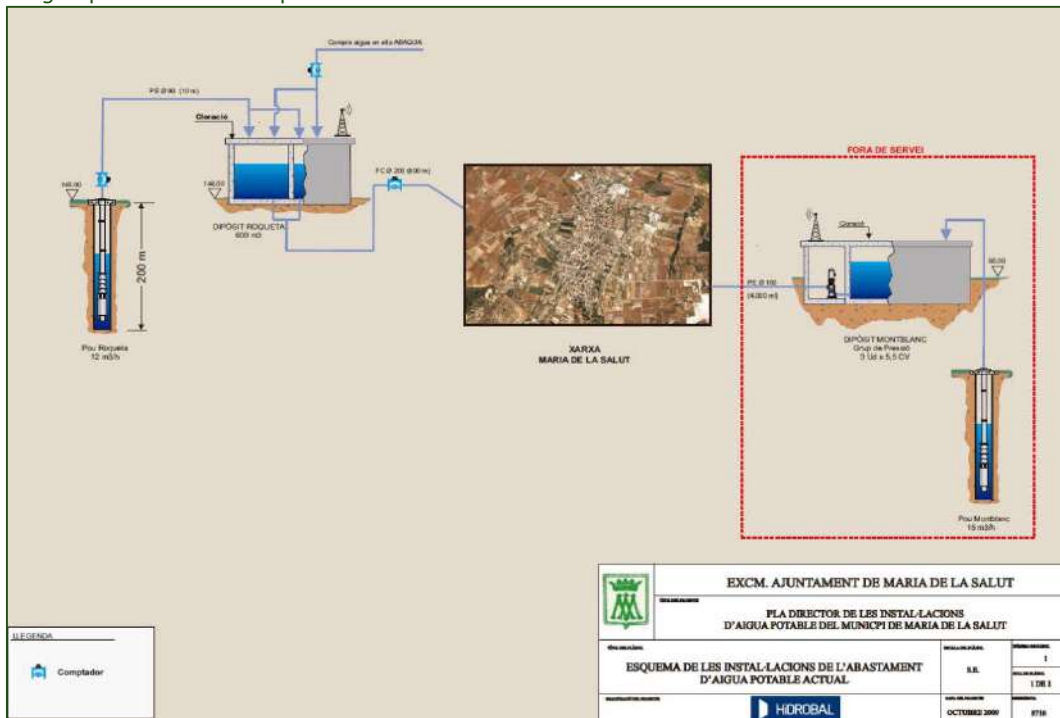 Compra aigua en alta ABAQUA
PE Ø 90 (10 m)
Cloració
FORA DE SERVEI
FC Ø 200 (800 m)
146.00
DIPÒSIT ROQUETA
600 m3
200 m
Pou Roqueta
12 m3/h
Cloració
PE Ø 160
(4.000 m)
XARXA
MARIA DE LA SALUT
DIPÒSIT MONTBLANC
Grup de Pressió
3 Ud x 5,5 CV
Pou Montblanc
15 m3/h
LLEGENDA
Comptador
EXCM. AJUNTAMENT DE MARIA DE LA SALUT
PLA DIRECTOR DE LES INSTAL·LACIONS
D'AIGUA POTABLE DEL MUNICPI DE MARIA DE LA SALUT
ESQUEMA DE LES INSTAL·LACIONS DE L'ABASTAMENT
D'AIGUA POTABLE ACTUAL
S.E.
1
1 DE 1
HIDROBAL
OCTUBRE 2009